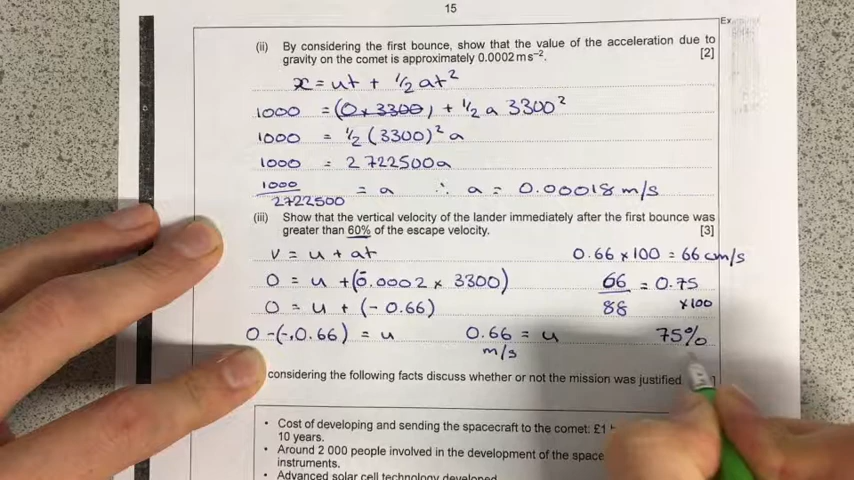 15
Ex
(ii) By considering the first bounce, show that the value of the acceleration due to
gravity on the comet is approximately 0.0002 m s⁻². [2]
x = ut + ½ at²
1000 = (0 × 3300) + ½ a 3300²
1000 = ½ (3300)² a
1000 = 2722500a
1000/2722500 = a ∴ a = 0.00018 m/s
(iii) Show that the vertical velocity of the lander immediately after the first bounce was
greater than 60% of the escape velocity. [3]
v = u + at 0.66 × 100 = 66 cm/s
0 = u + (-0.0002 × 3300) 66/88 = 0.75
0 = u + (-0.66) ×100
0 -(-0.66) = u 0.66 = u 75%
m/s
considering the following facts discuss whether or not the mission was justified. ]
• Cost of developing and sending the spacecraft to the comet: £1
10 years.
• Around 2 000 people involved in the development of the space
instruments.
• Advanced solar cell technology developed